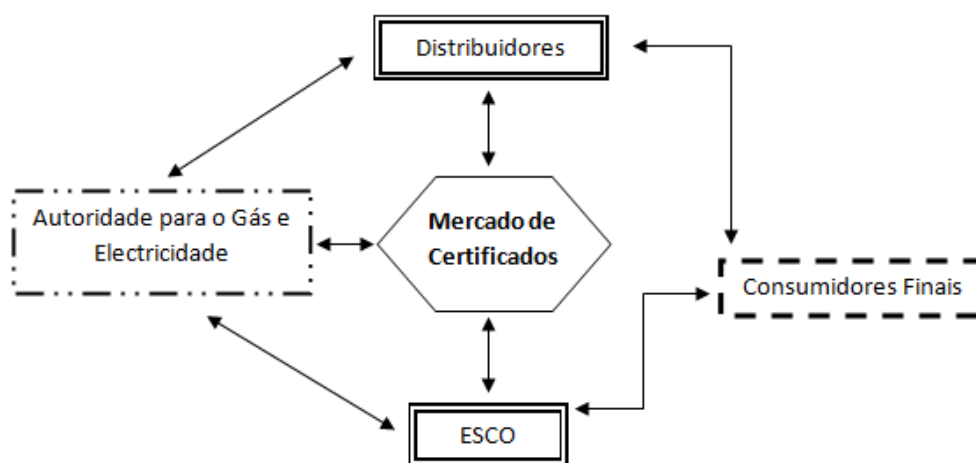 Distribuidores
Autoridade para o Gás e
Electricidade
Mercado de
Certificados
Consumidores Finais
ESCO